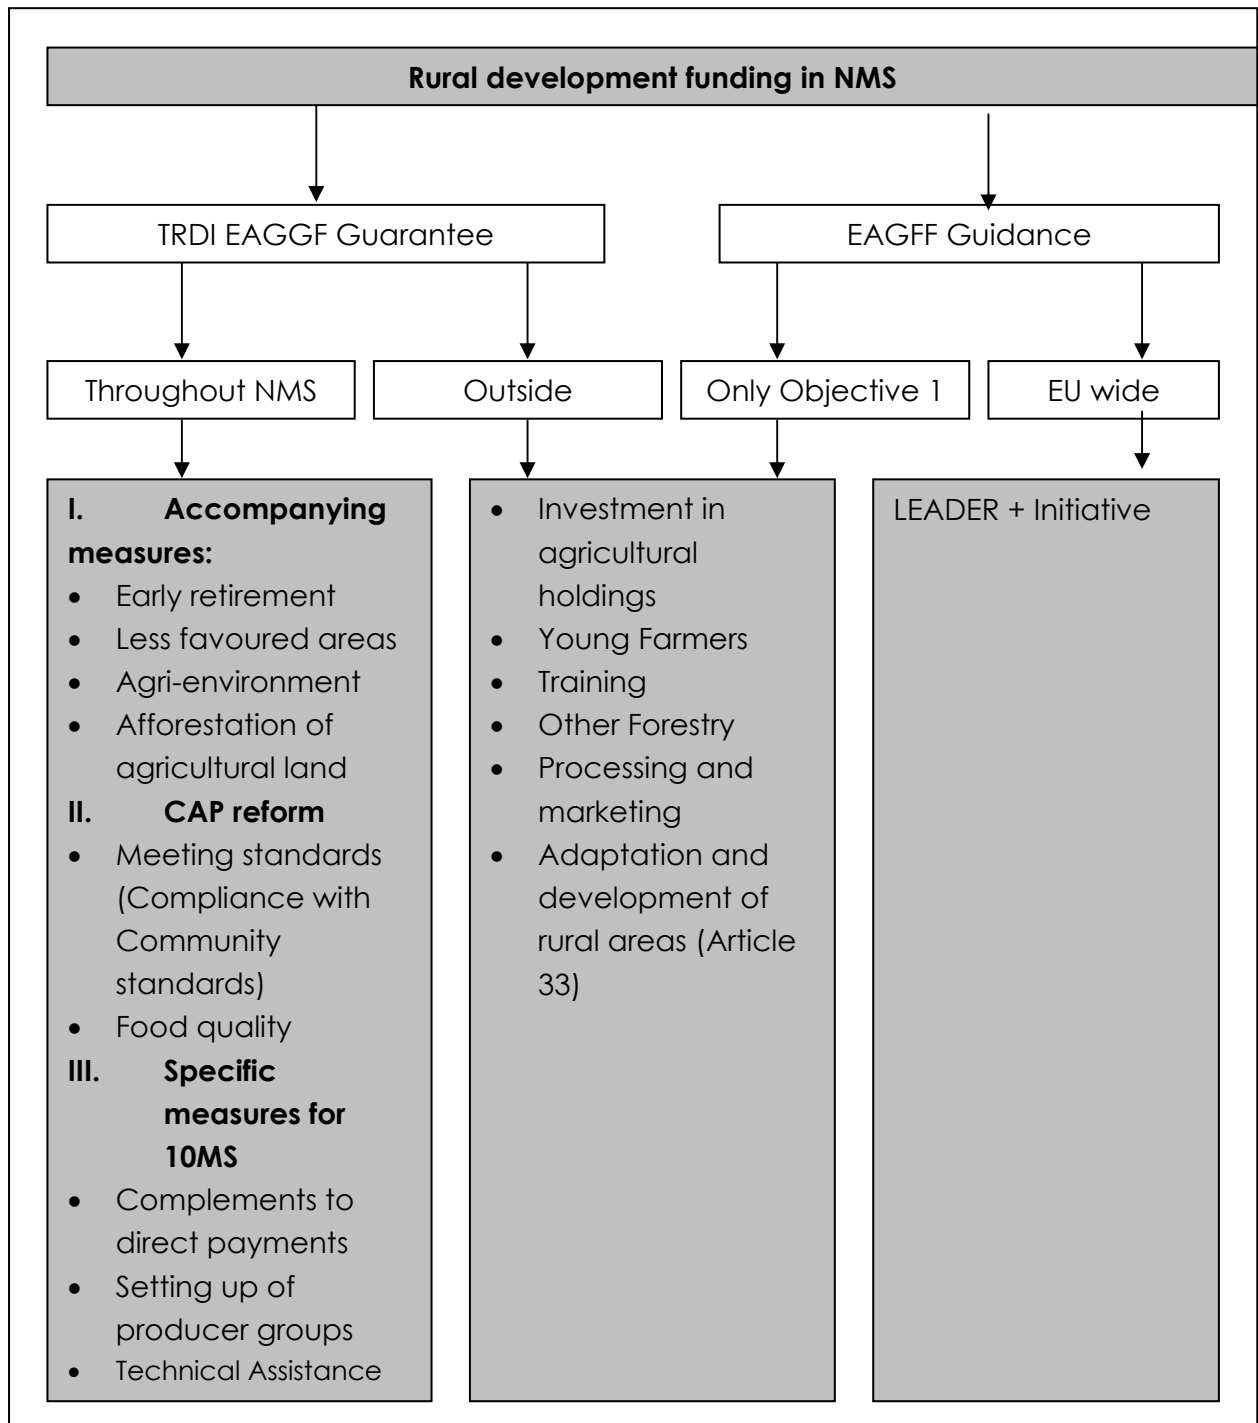 Rural development funding in NMS
TRDI EAGGF Guarantee
EAGFF Guidance
Throughout NMS
Outside
Only Objective 1
EU wide
I. Accompanying
measures:
• Early retirement
• Less favoured areas
• Agri-environment
• Afforestation of
agricultural land
II. CAP reform
• Meeting standards
(Compliance with
Community
standards)
• Food quality
III. Specific
measures for
10MS
• Complements to
direct payments
• Setting up of
producer groups
• Technical Assistance
• Investment in
agricultural
holdings
• Young Farmers
• Training
• Other Forestry
• Processing and
marketing
• Adaptation and
development of
rural areas (Article
33)
LEADER + Initiative